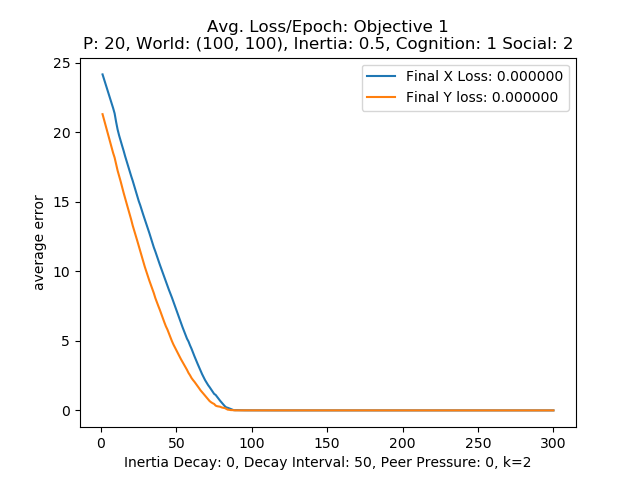 Avg. Loss/Epoch: Objective 1
P: 20, World: (100, 100), Inertia: 0.5, Cognition: 1 Social: 2
Final X Loss: 0.000000
Final Y loss: 0.000000
average error
25
20
15
10
5
0
0 50 100 150 200 250 300
Inertia Decay: 0, Decay Interval: 50, Peer Pressure: 0, k=2